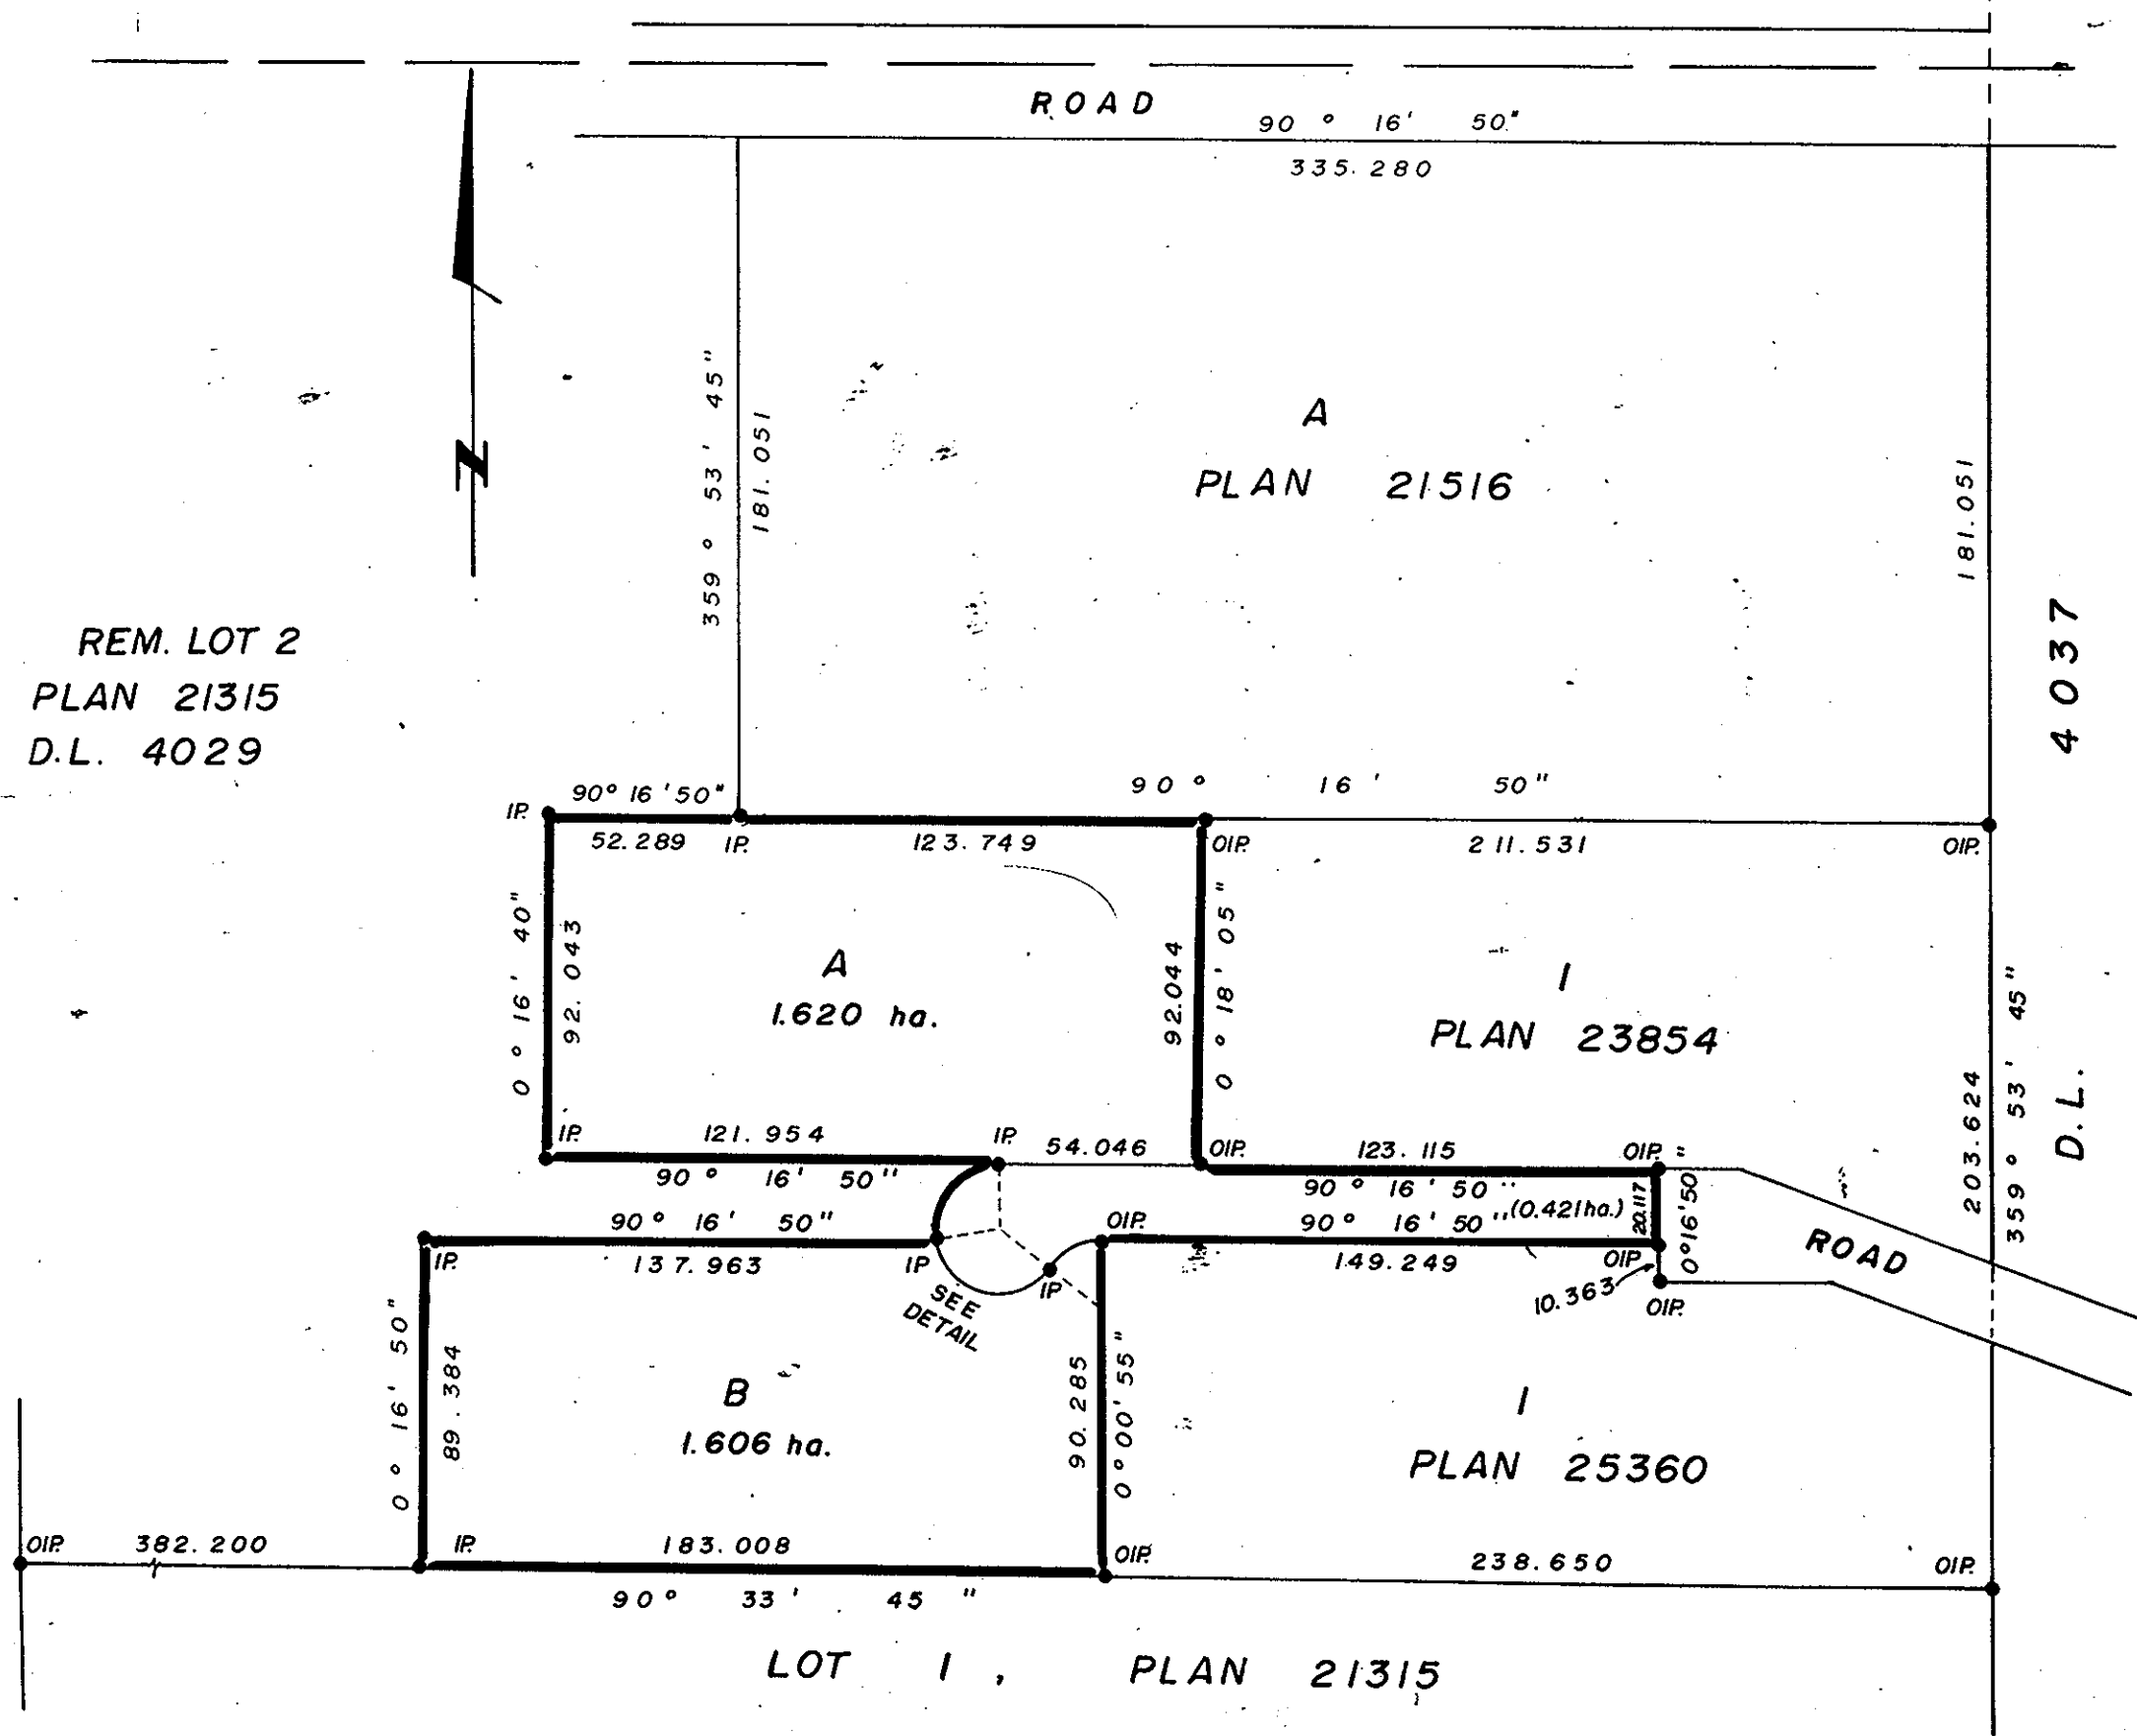 ROAD
90° 16' 50"
335.280
359° 53' 45"
181.051
A
PLAN 21516
181.051
N
REM. LOT 2
PLAN 21315
D.L. 4029
4037
D.L.
90° 16' 50"
90° 16' 50"
IP.
52.289
IP.
123.749
OIP.
211.531
OIP.
0° 16' 40"
92.043
A
1.620 ha.
92.044
0° 18' 05"
1
PLAN 23854
203.624
359° 53' 45"
IP.
121.954
IP.
54.046
OIP.
123.115
OIP.
90° 16' 50"
90° 16' 50"
(0.421ha.)
20.117
0°16'50"
90° 16' 50"
OIP.
90° 16' 50"
ROAD
IP.
137.963
IP
IP
149.249
OIP
SEE
DETAIL
10.363
OIP.
0° 16' 50"
89.384
B
1.606 ha.
90.285
0° 00' 55"
1
PLAN 25360
OIP.
382.200
IP.
183.008
OIP.
238.650
OIP.
90° 33' 45"
LOT 1, PLAN 21315